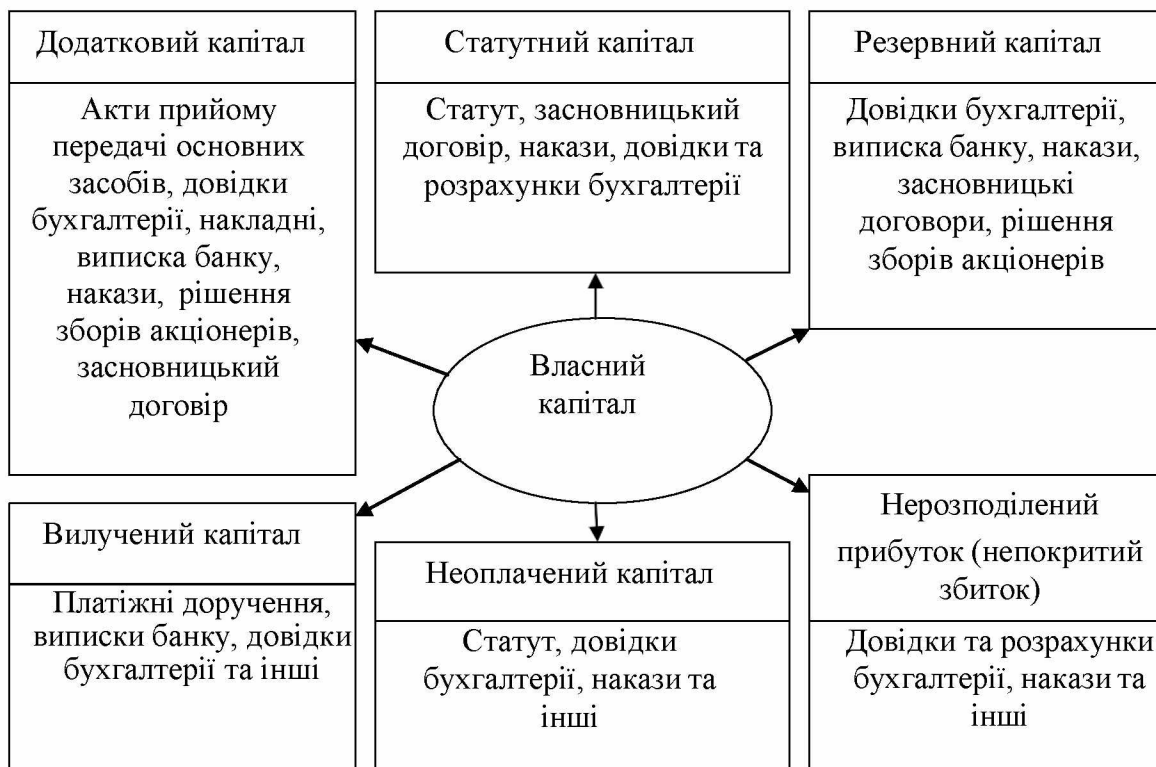 Додатковий капітал
Акти прийому
передачі основних
засобів, довідки
бухгалтерії, накладні,
виписка банку,
накази, рішення
зборів акціонерів,
засновницький
договір
Статутний капітал
Статут, засновницький
договір, накази, довідки та
розрахунки бухгалтерії
Резервний капітал
Довідки бухгалтерії,
виписка банку, накази,
засновницькі
договори, рішення
зборів акціонерів
Власний
капітал
Вилучений капітал
Платіжні доручення,
виписки банку, довідки
бухгалтерії та інші
Неоплачений капітал
Статут, довідки
бухгалтерії, накази та
інші
Нерозподілений
прибуток (непокритий
збиток)
Довідки та розрахунки
бухгалтерії, накази та
інші